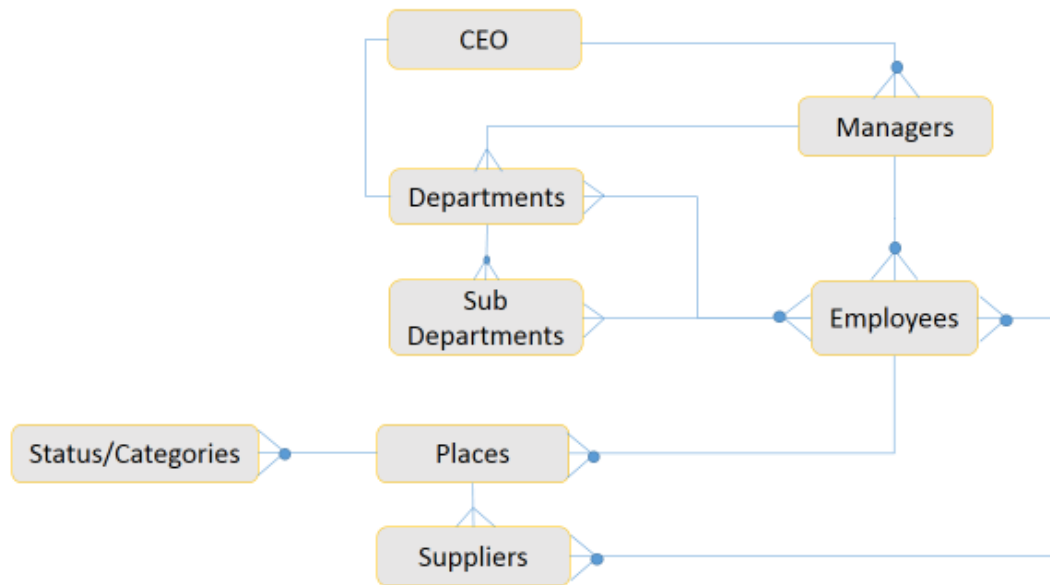 CEO
Managers
Departments
Sub
Departments
Employees
Status/Categories
Places
Suppliers